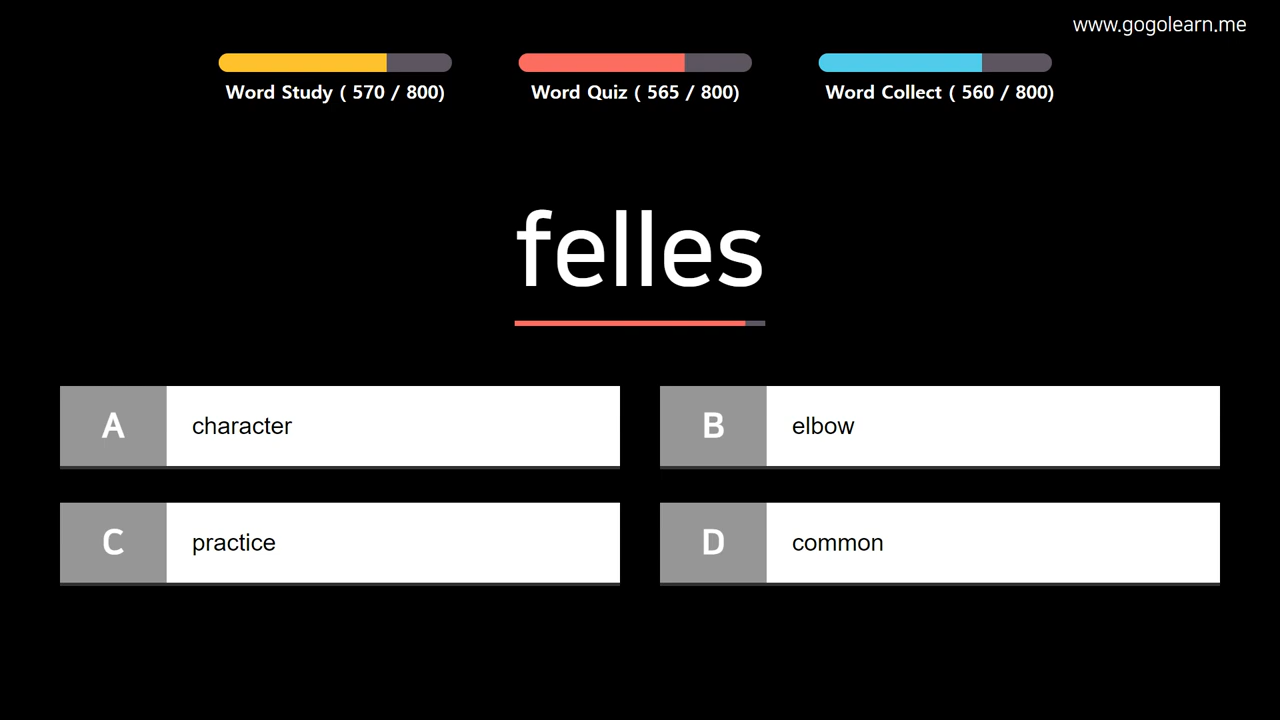 www.gogolearn.me
Word Study ( 570 / 800)
Word Quiz ( 565 / 800)
Word Collect ( 560 / 800)
felles
A character
B elbow
C practice
D common